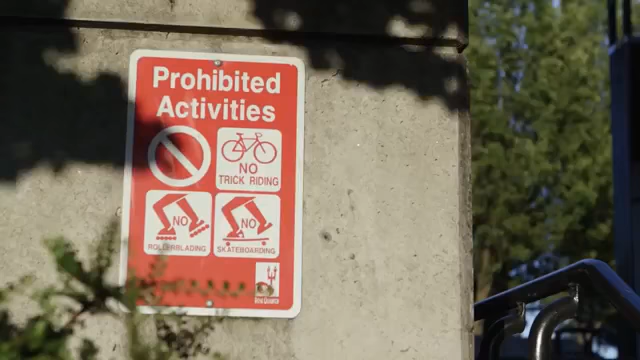 Prohibited
Activities
NO
TRICK RIDING
NO
ROLLERBLADING
NO
SKATEBOARDING